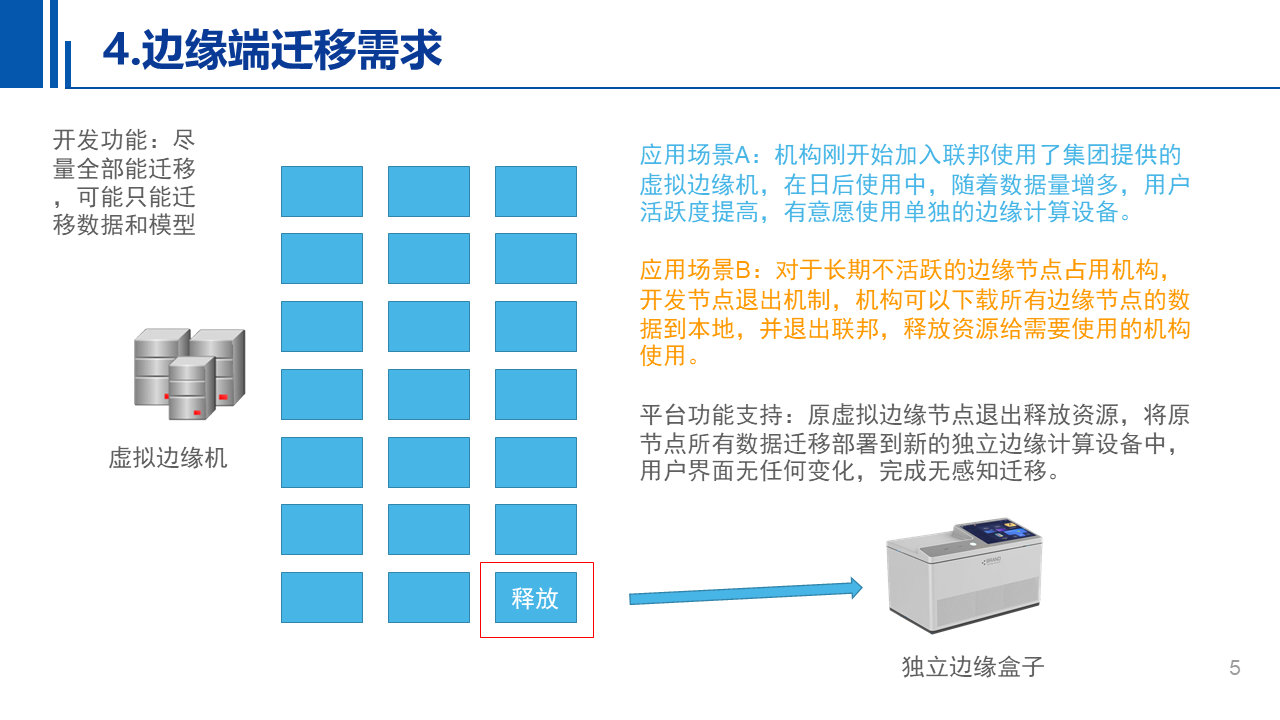 4.边缘端迁移需求
开发功能：尽
量全部能迁移
，可能只能迁
移数据和模型
虚拟边缘机
释放
应用场景A：机构刚开始加入联邦使用了集团提供的
虚拟边缘机，在日后使用中，随着数据量增多，用户
活跃度提高，有意愿使用单独的边缘计算设备。
应用场景B：对于长期不活跃的边缘节点占用机构，
开发节点退出机制，机构可以下载所有边缘节点的数
据到本地，并退出联邦，释放资源给需要使用的机构
使用。
平台功能支持：原虚拟边缘节点退出释放资源，将原
节点所有数据迁移部署到新的独立边缘计算设备中，
用户界面无任何变化，完成无感知迁移。
BRAND
独立边缘盒子
5